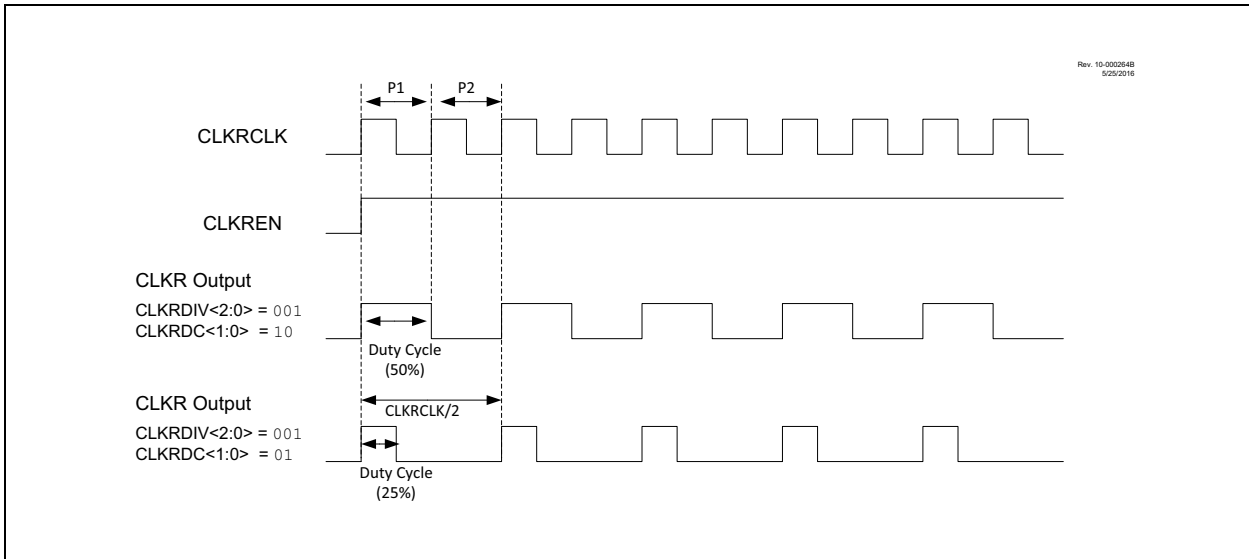 Rev. 10-000264B
5/25/2016
P1
P2
CLKRCLK
CLKREN
CLKR Output
CLKRDIV<2:0> = 001
CLKRDC<1:0> = 10
Duty Cycle
(50%)
CLKR Output
CLKRCLK/2
CLKRDIV<2:0> = 001
CLKRDC<1:0> = 01
Duty Cycle
(25%)